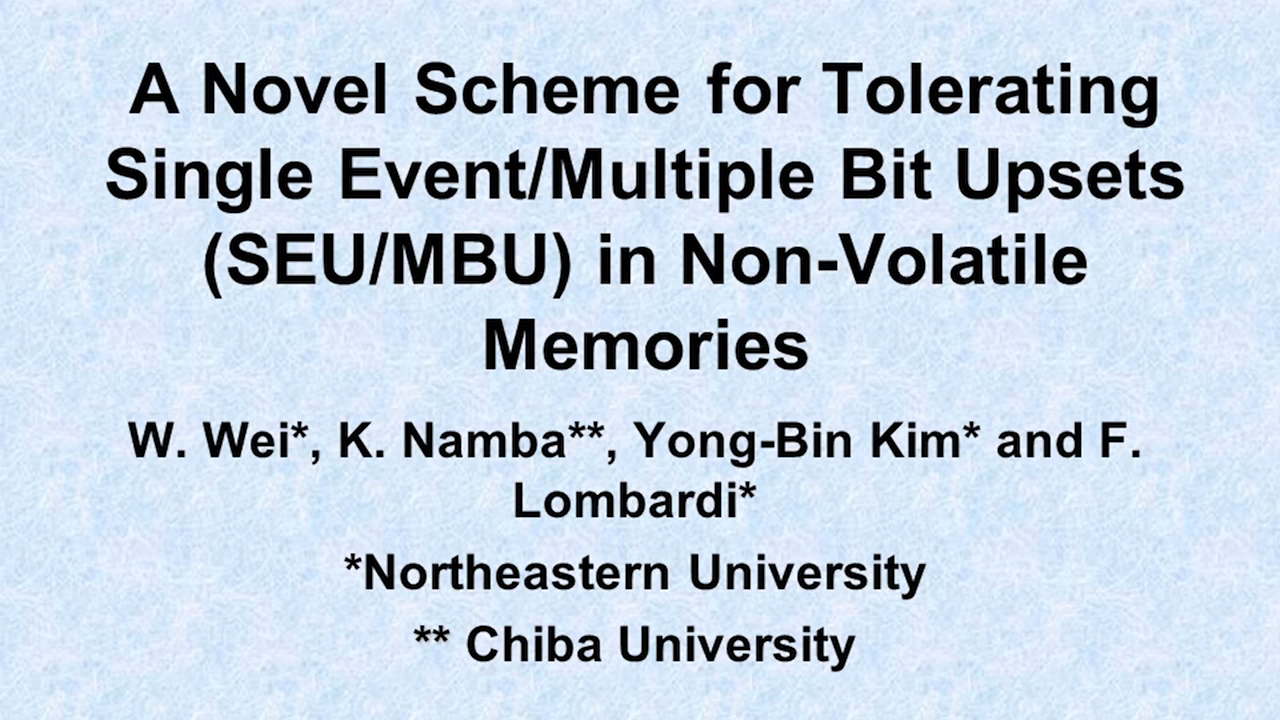 A Novel Scheme for Tolerating
Single Event/Multiple Bit Upsets
(SEU/MBU) in Non-Volatile
Memories
W. Wei*, K. Namba**, Yong-Bin Kim* and F.
Lombardi*
*Northeastern University
** Chiba University